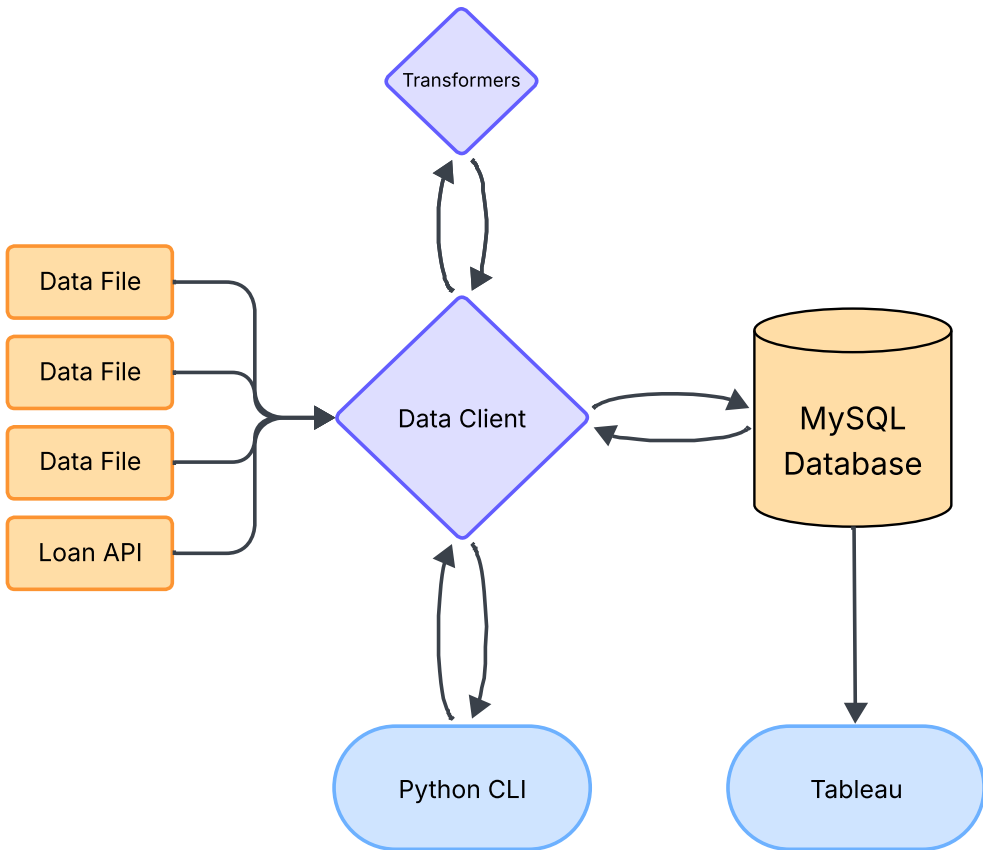 Transformers
Data File
Data File
Data File
Loan API
Data Client
MySQL
Database
Python CLI
Tableau